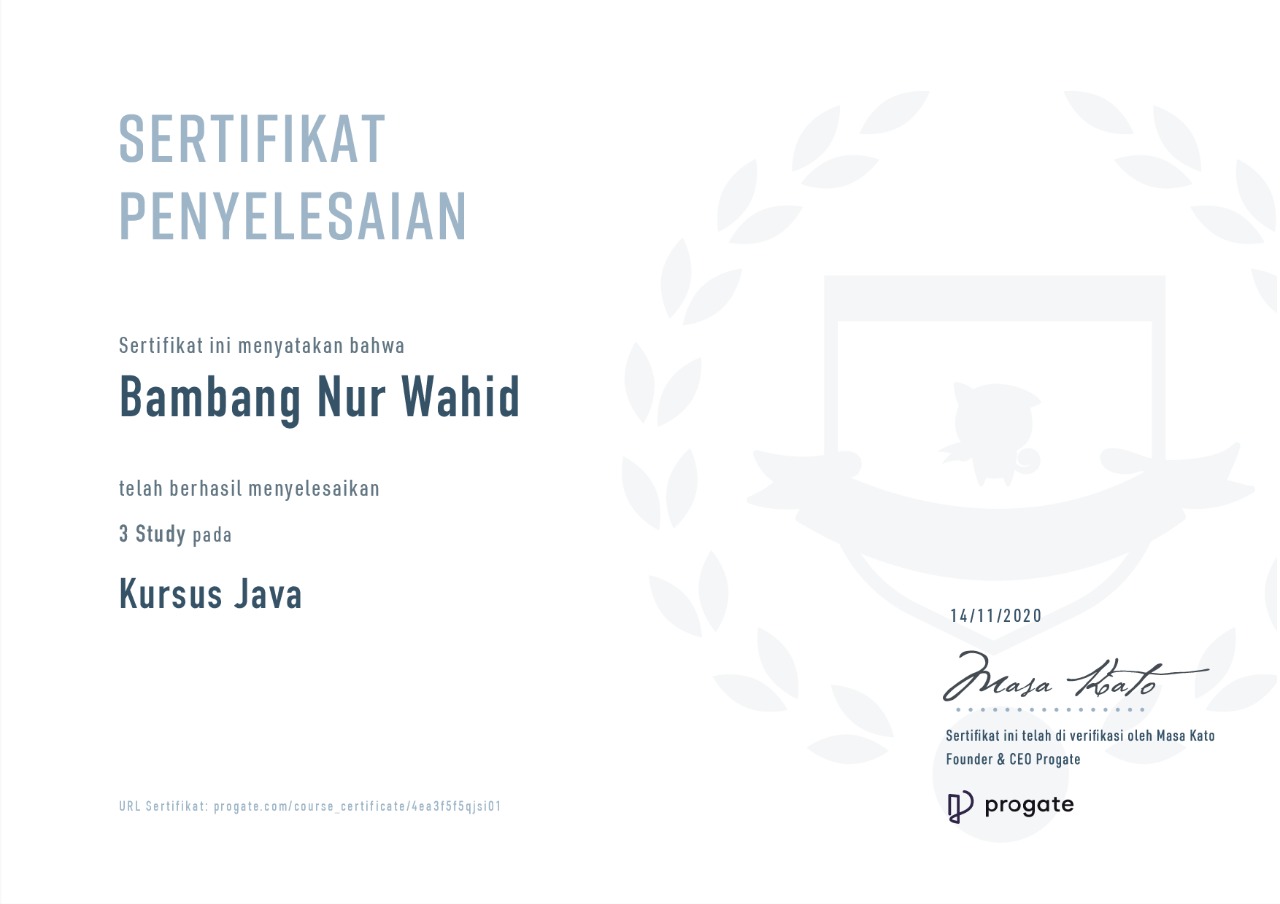 SERTIFIKAT
PENYELESAIAN
Sertifikat ini menyatakan bahwa
Bambang Nur Wahid
telah berhasil menyelesaikan
3 Study pada
Kursus Java
14/11/2020
Masa Kato
Sertifikat ini telah di verifikasi oleh Masa Kato
Founder & CEO Progate
progate
URL Sertifikat: progate.com/course_certificate/4ea3f5f5qjsi01